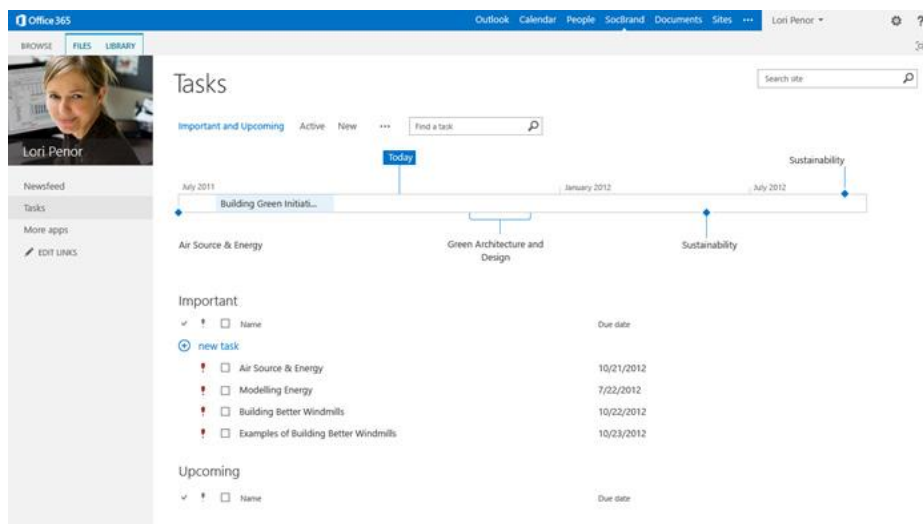 Office 365
Outlook Calendar People SocBrand Documents Sites ••• Lori Penor
?
BROWSE FILES LIBRARY
Lori Penor
Newsfeed
Tasks
More apps
EDIT LINKS
Tasks
Search site
Important and Upcoming Active New ••• Find a task
Today
Sustainability
July 2011 January 2012 July 2012
Building Green Initiati...
Air Source & Energy
Green Architecture and
Design
Sustainability
Important
Name Due date
new task
Air Source & Energy 10/21/2012
Modelling Energy 7/22/2012
Building Better Windmills 10/22/2012
Examples of Building Better Windmills 10/23/2012
Upcoming
Name Due date